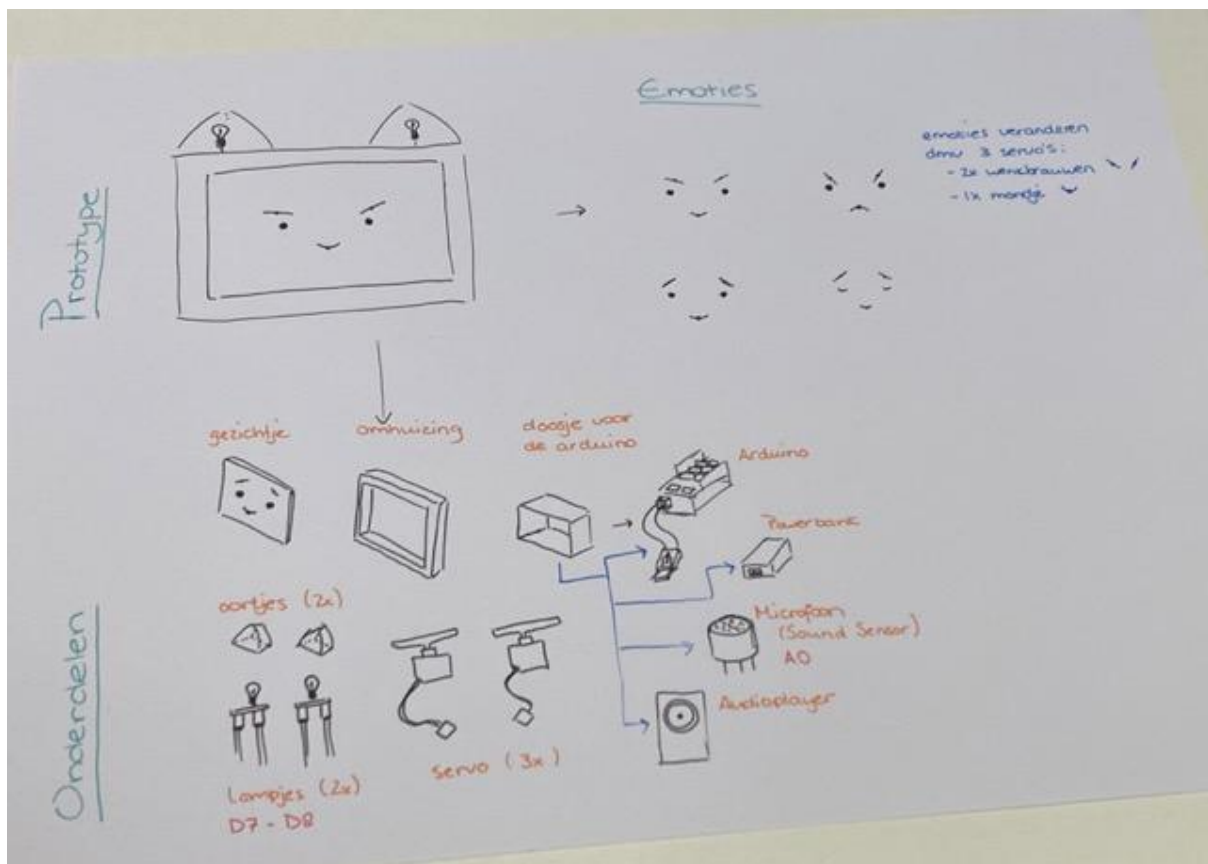 Prototype
Emoties
emoties veranderen
dmv 3 servo's:
- 2x wenkbrauwen
- 1x mondje
Onderdelen
gezichtje
omhuizing
doosje voor
de arduino
Arduino
Powerbank
oortjes (2x)
Microfoon
(Sound Sensor)
A0
Audioplayer
servo (3x)
Lampjes (2x)
D7 - D8